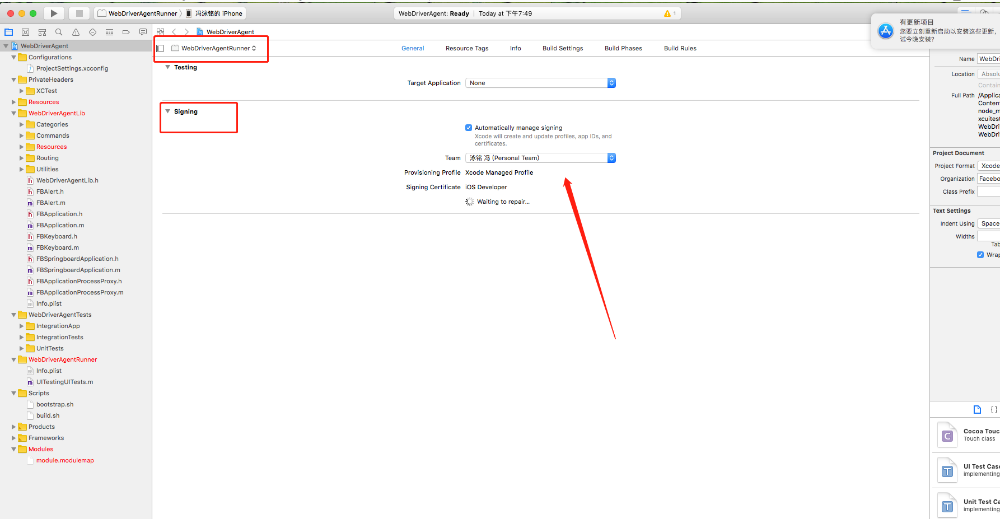 WebDriverAgentRunner
冯泳铭的 iPhone
WebDriverAgent: Ready | Today at 下午7:49
1
有更新项目
您要立刻重新启动以安装这些更新,
试今晚安装?
WebDriverAgent
WebDriverAgent
Configurations
ProjectSettings.xcconfig
PrivateHeaders
XCTest
Resources
WebDriverAgentLib
Categories
Commands
Resources
Routing
Utilities
WebDriverAgentLib.h
FBAlert.h
FBAlert.m
FBApplication.h
FBApplication.m
FBKeyboard.h
FBKeyboard.m
FBSpringboardApplication.h
FBSpringboardApplication.m
FBApplicationProcessProxy.h
FBApplicationProcessProxy.m
Info.plist
WebDriverAgentTests
IntegrationApp
IntegrationTests
UnitTests
WebDriverAgentRunner
Info.plist
UITestingUITests.m
Scripts
bootstrap.sh
build.sh
Products
Frameworks
Modules
module.modulemap
WebDriverAgentRunner
General
Resource Tags
Info
Build Settings
Build Phases
Build Rules
Testing
Target Application None
Signing
Automatically manage signing
Xcode will create and update profiles, app IDs, and
certificates.
Team 泳铭 冯 (Personal Team)
Provisioning Profile Xcode Managed Profile
Signing Certificate iOS Developer
Waiting to repair...
Name WebDri
Location Absolu
Contain
Full Path /Applica
Content
node_m
xcuitest
WebDri
WebDri
Project Document
Project Format Xcode
Organization Facebo
Class Prefix
Text Settings
Indent Using Space
Widths
Tab
Wrap
{}
C
Cocoa Touc
Touch class
T
UI Test Case
implementing
T
Unit Test Ca
implementing